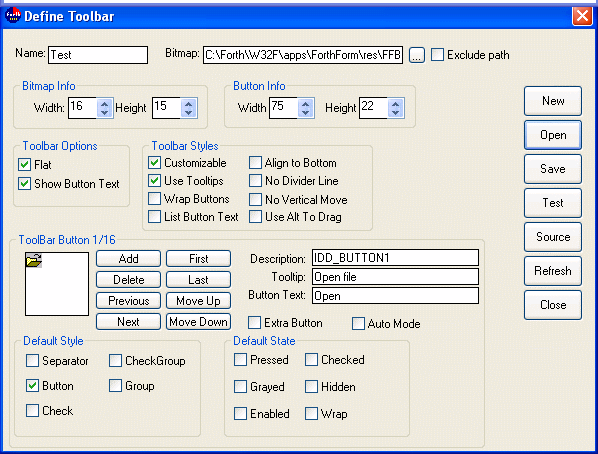 Forth Define Toolbar
Name: Test Bitmap: C:\Forth\W32F\apps\ForthForm\res\FFB ... Exclude path
Bitmap Info Button Info
Width: 16 Height 15 Width 75 Height 22
New
Open
Save
Test
Source
Refresh
Close
Toolbar Options
Flat
Show Button Text
Toolbar Styles
Customizable Align to Bottom
Use Tooltips No Divider Line
Wrap Buttons No Vertical Move
List Button Text Use Alt To Drag
ToolBar Button 1/16
Add First
Delete Last
Previous Move Up
Next Move Down
Description: IDD_BUTTON1
Tooltip: Open file
Button Text: Open
Extra Button Auto Mode
Default Style
Separator CheckGroup
Button Group
Check
Default State
Pressed Checked
Grayed Hidden
Enabled Wrap